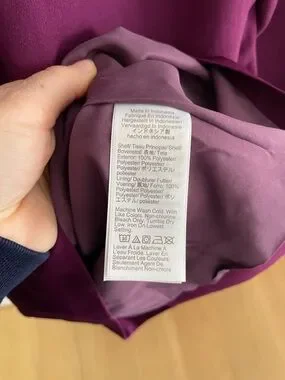 Made In Indonesia
Fabriqué En Indonésie
Hergestellt In Indonesien
Vervaardigd In Indonesië
インドネシア製
hecho en Indonesia
Shell/ Tissu Principal/
表地/ Tela
Exterior: 100% Polyester/
Polyester/ Polyester/
Polyester/ ポリエステル/
poliéster
Lining/ Doublure/ Futter/
Voering/ 裏地/ Forro: 100%
Polyester/ Polyester/
Polyester/ Polyester/ ポリ
エステル/ poliéster
Machine Wash Cold. With
Like Colors. Non-chlorine
Bleach Only. Tumble Dry
Low. Iron On Lowest
Setting.
Laver À La Machine
À L'eau Froide. Laver En
Séparant Les Couleurs.
Seulement Agent De
Blanchiment Non-chloré